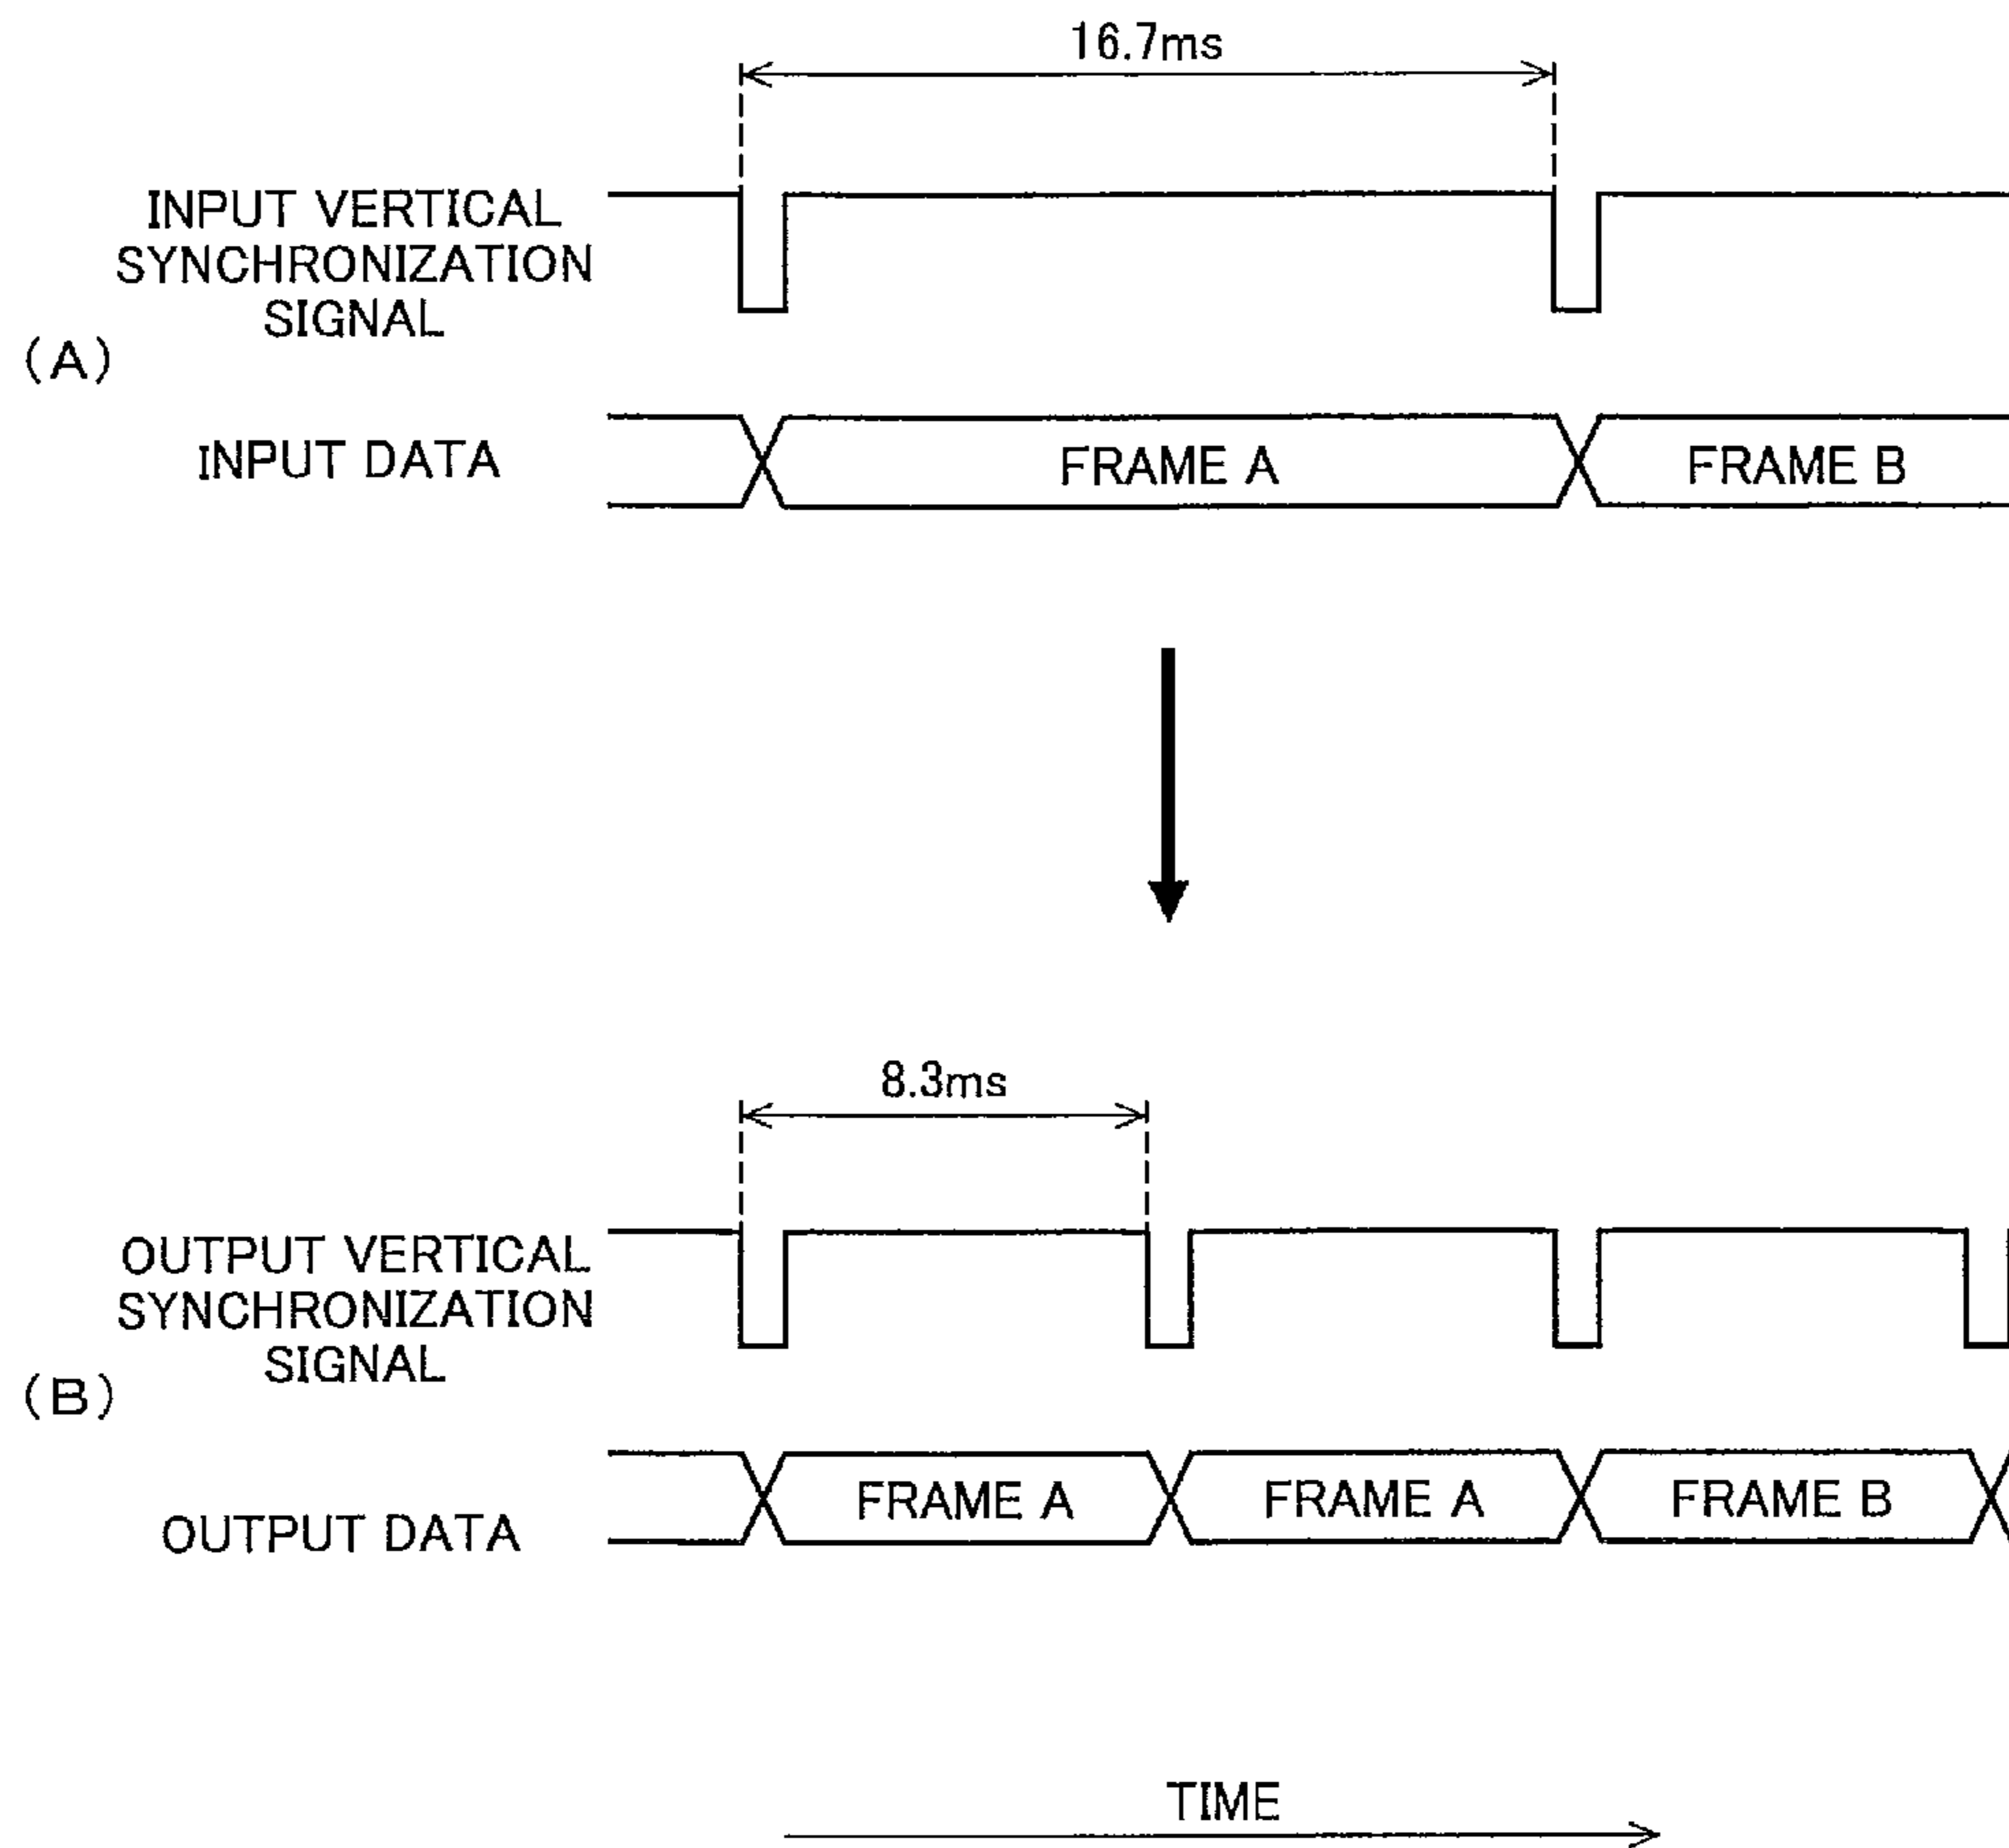 16.7ms
INPUT VERTICAL
SYNCHRONIZATION
SIGNAL
(A)
INPUT DATA
FRAME A
FRAME B
8.3ms
OUTPUT VERTICAL
SYNCHRONIZATION
SIGNAL
(B)
OUTPUT DATA
FRAME A
FRAME A
FRAME B
TIME